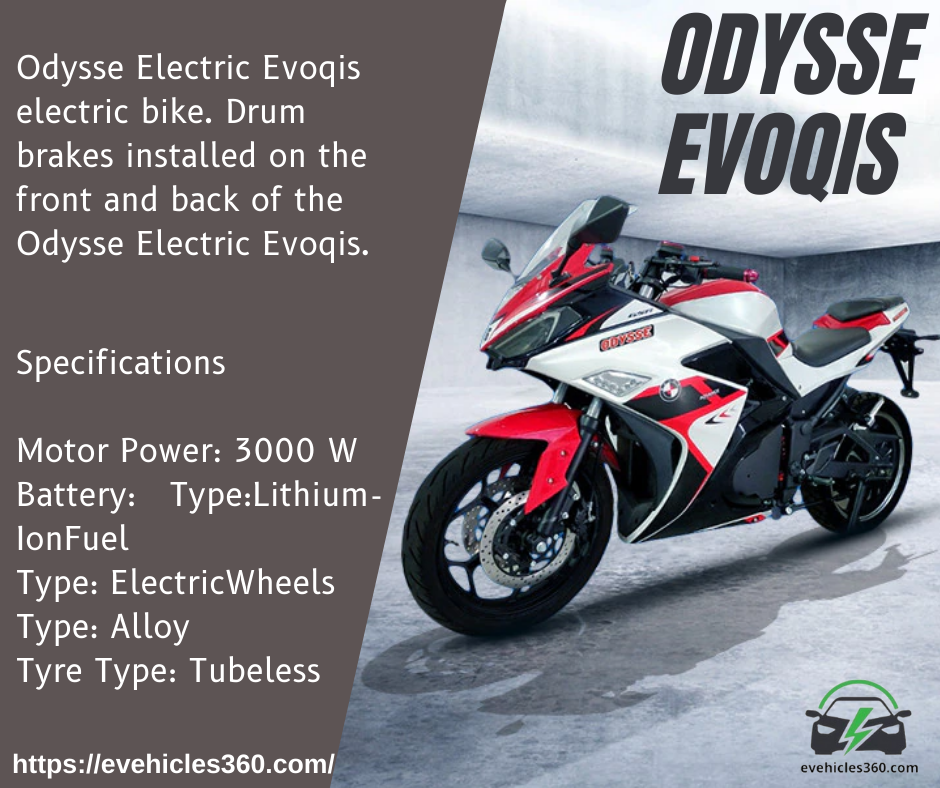 Odysse Electric Evoqis
electric bike. Drum
brakes installed on the
front and back of the
Odysse Electric Evoqis.
Specifications
Motor Power: 3000 W
Battery: Type:Lithium-
IonFuel
Type: ElectricWheels
Type: Alloy
Tyre Type: Tubeless
https://evehicles360.com/
ODYSSE
EVOQIS
ODYSSE
evehicles360.com